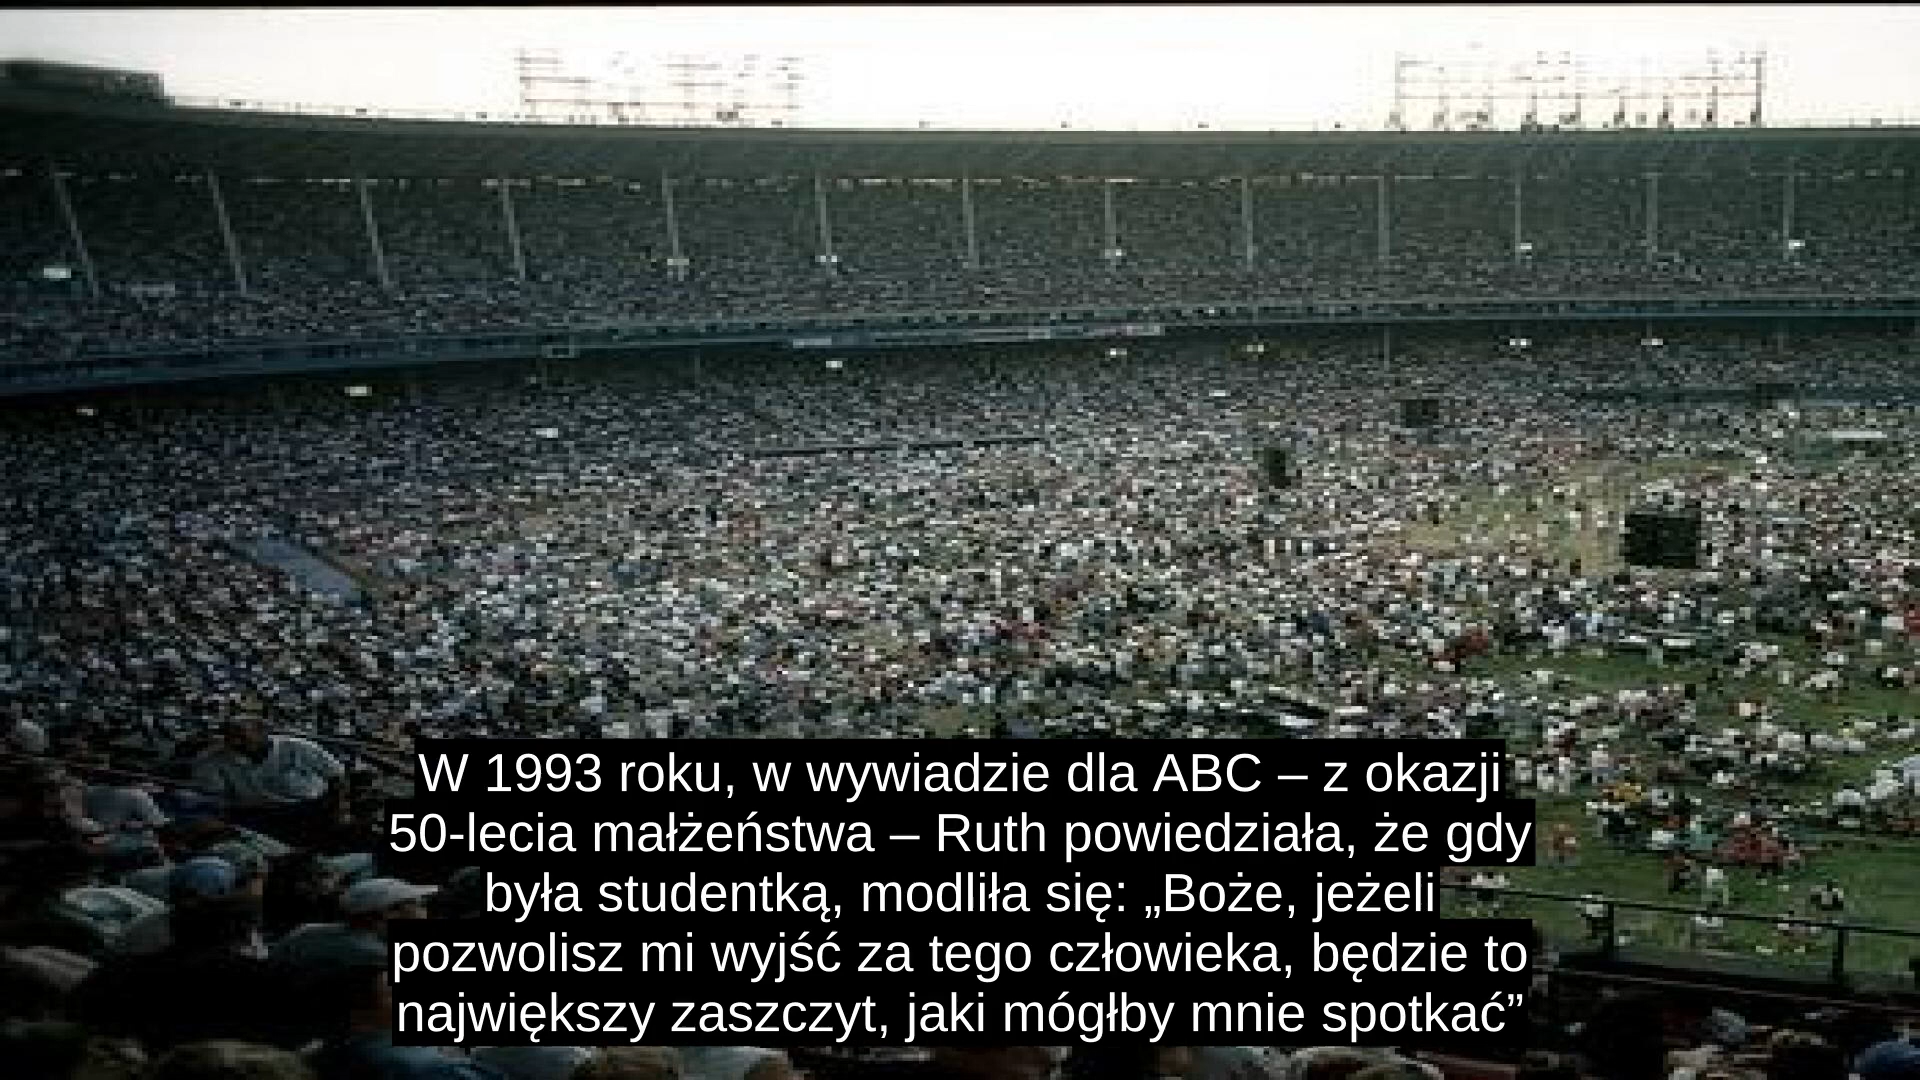 W 1993 roku, w wywiadzie dla ABC – z okazji
50-lecia małżeństwa – Ruth powiedziała, że gdy
była studentką, modliła się: „Boże, jeżeli
pozwolisz mi wyjść za tego człowieka, będzie to
największy zaszczyt, jaki mógłby mnie spotkać”